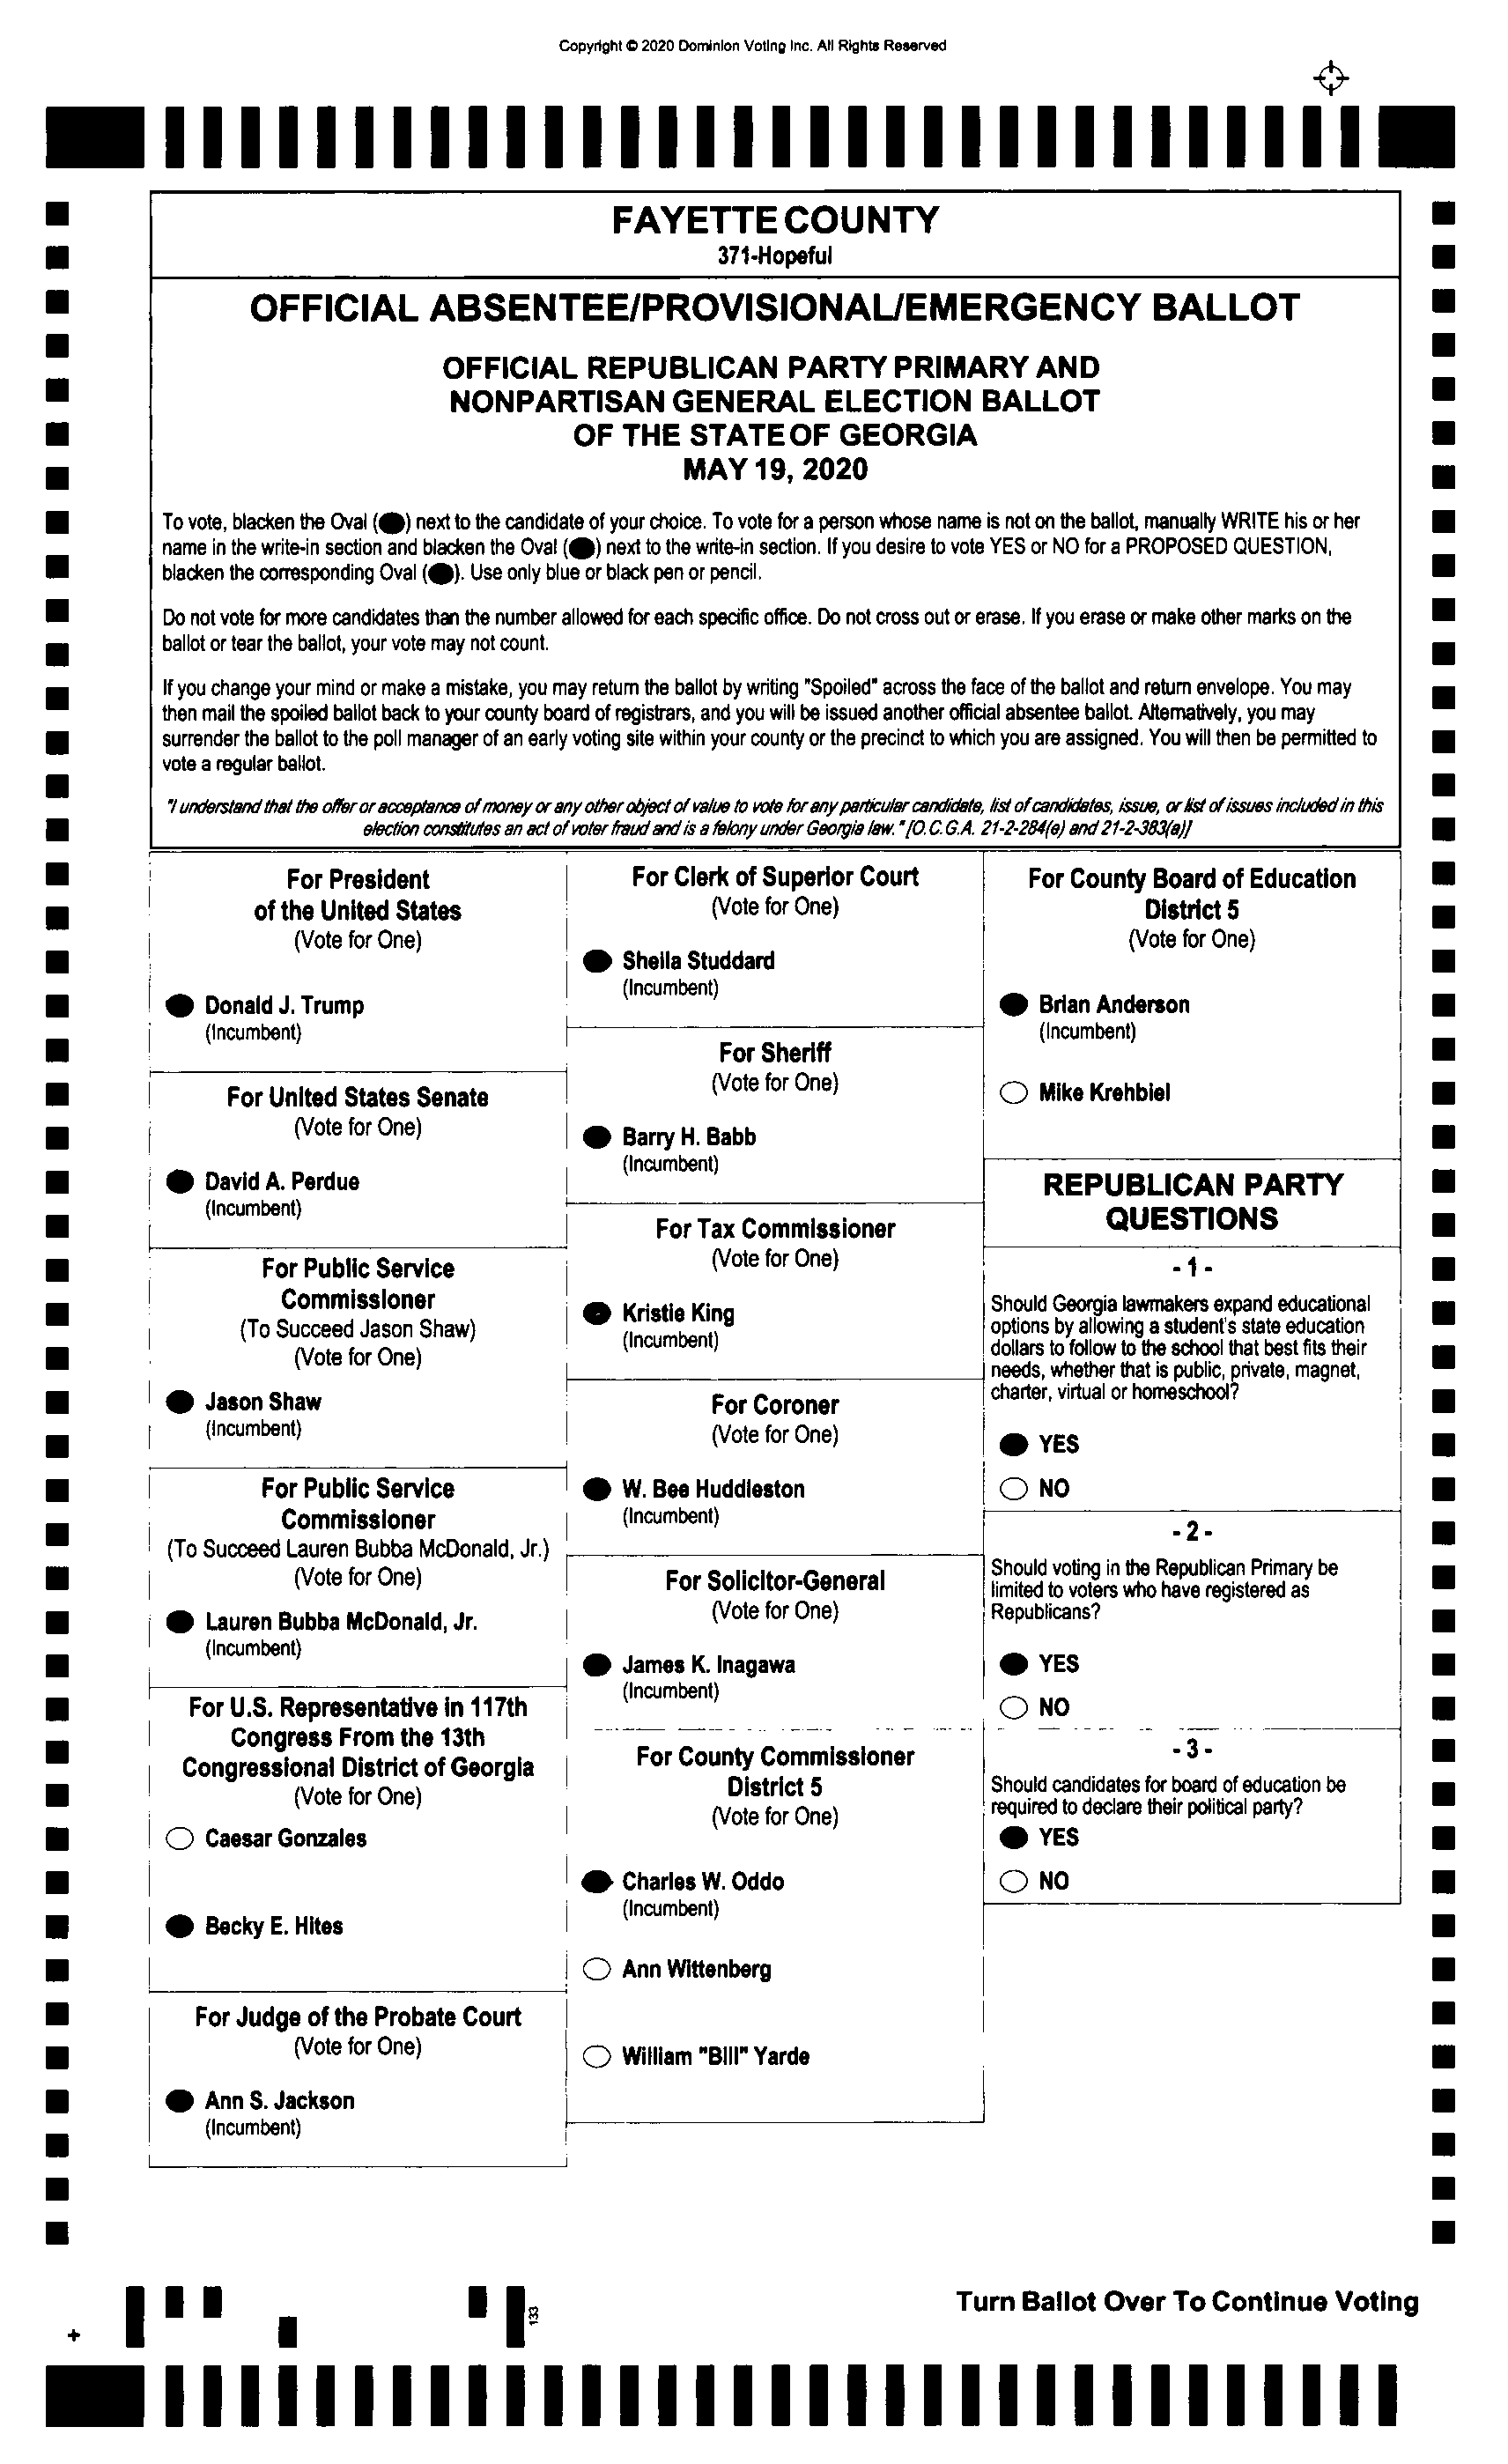 Copyright © 2020 Dominion Voting Inc. All Rights Reserved
FAYETTE COUNTY
371-Hopeful
OFFICIAL ABSENTEE/PROVISIONAL/EMERGENCY BALLOT
OFFICIAL REPUBLICAN PARTY PRIMARY AND
NONPARTISAN GENERAL ELECTION BALLOT
OF THE STATE OF GEORGIA
MAY 19, 2020
To vote, blacken the Oval ( ) next to the candidate of your choice. To vote for a person whose name is not on the ballot, manually WRITE his or her
name in the write-in section and blacken the Oval ( ) next to the write-in section. If you desire to vote YES or NO for a PROPOSED QUESTION,
blacken the corresponding Oval ( ). Use only blue or black pen or pencil.
Do not vote for more candidates than the number allowed for each specific office. Do not cross out or erase. If you erase or make other marks on the
ballot or tear the ballot, your vote may not count.
If you change your mind or make a mistake, you may return the ballot by writing "Spoiled" across the face of the ballot and return envelope. You may
then mail the spoiled ballot back to your county board of registrars, and you will be issued another official absentee ballot. Alternatively, you may
surrender the ballot to the poll manager of an early voting site within your county or the precinct to which you are assigned. You will then be permitted to
vote a regular ballot.
"I understand that the offer or acceptance of money or any other object of value to vote for any particular candidate, list of candidates, issue, or list of issues included in this
election constitutes an act of voter fraud and is a felony under Georgia law." [O.C.G.A. 21-2-284(e) and 21-2-383(a)]
For President
of the United States
(Vote for One)
Donald J. Trump
(Incumbent)
For United States Senate
(Vote for One)
David A. Perdue
(Incumbent)
For Public Service
Commissioner
(To Succeed Jason Shaw)
(Vote for One)
Jason Shaw
(Incumbent)
For Public Service
Commissioner
(To Succeed Lauren Bubba McDonald, Jr.)
(Vote for One)
Lauren Bubba McDonald, Jr.
(Incumbent)
For U.S. Representative in 117th
Congress From the 13th
Congressional District of Georgia
(Vote for One)
Caesar Gonzales
Becky E. Hites
For Judge of the Probate Court
(Vote for One)
Ann S. Jackson
(Incumbent)
For Clerk of Superior Court
(Vote for One)
Sheila Studdard
(Incumbent)
For Sheriff
(Vote for One)
Barry H. Babb
(Incumbent)
For Tax Commissioner
(Vote for One)
Kristie King
(Incumbent)
For Coroner
(Vote for One)
W. Bee Huddleston
(Incumbent)
For Solicitor-General
(Vote for One)
James K. Inagawa
(Incumbent)
For County Commissioner
District 5
(Vote for One)
Charles W. Oddo
(Incumbent)
Ann Wittenberg
William "Bill" Yarde
For County Board of Education
District 5
(Vote for One)
Brian Anderson
(Incumbent)
Mike Krehbiel
REPUBLICAN PARTY
QUESTIONS
- 1 -
Should Georgia lawmakers expand educational
options by allowing a student's state education
dollars to follow to the school that best fits their
needs, whether that is public, private, magnet,
charter, virtual or homeschool?
YES
NO
- 2 -
Should voting in the Republican Primary be
limited to voters who have registered as
Republicans?
YES
NO
- 3 -
Should candidates for board of education be
required to declare their political party?
YES
NO
133
Turn Ballot Over To Continue Voting